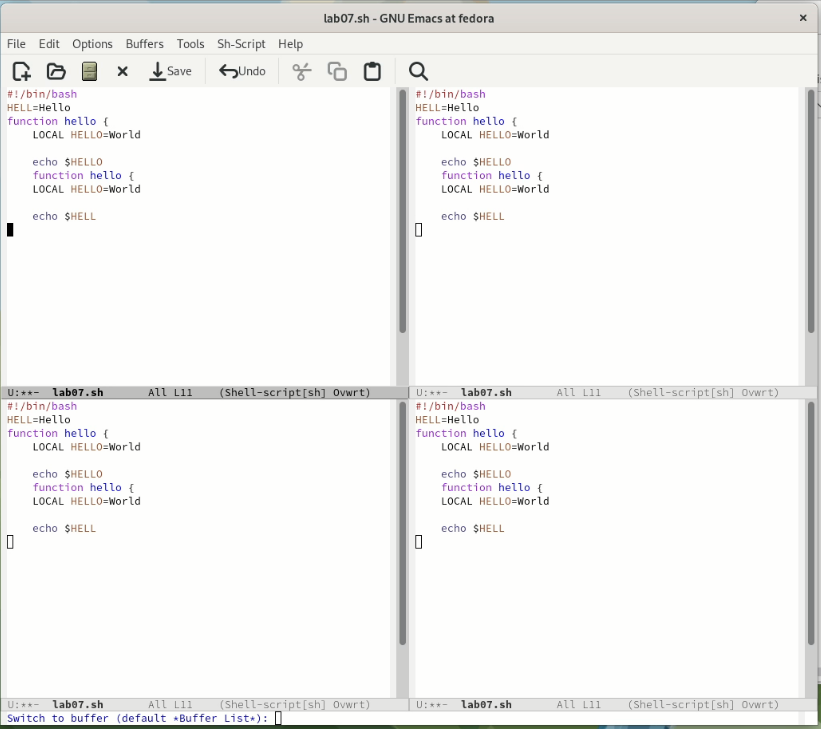 lab07.sh - GNU Emacs at fedora
File Edit Options Buffers Tools Sh-Script Help
Save Undo
#!/bin/bash
HELL=Hello
function hello {
    LOCAL HELLO=World

    echo $HELLO
    function hello {
    LOCAL HELLO=World

    echo $HELL
U:**-  lab07.sh       All L11    (Shell-script[sh] Ovwrt)
#!/bin/bash
HELL=Hello
function hello {
    LOCAL HELLO=World

    echo $HELLO
    function hello {
    LOCAL HELLO=World

    echo $HELL
U:**-  lab07.sh       All L11    (Shell-script[sh] Ovwrt)
#!/bin/bash
HELL=Hello
function hello {
    LOCAL HELLO=World

    echo $HELLO
    function hello {
    LOCAL HELLO=World

    echo $HELL
U:**-  lab07.sh       All L11    (Shell-script[sh] Ovwrt)
#!/bin/bash
HELL=Hello
function hello {
    LOCAL HELLO=World

    echo $HELLO
    function hello {
    LOCAL HELLO=World

    echo $HELL
U:**-  lab07.sh       All L11    (Shell-script[sh] Ovwrt)
Switch to buffer (default *Buffer List*):